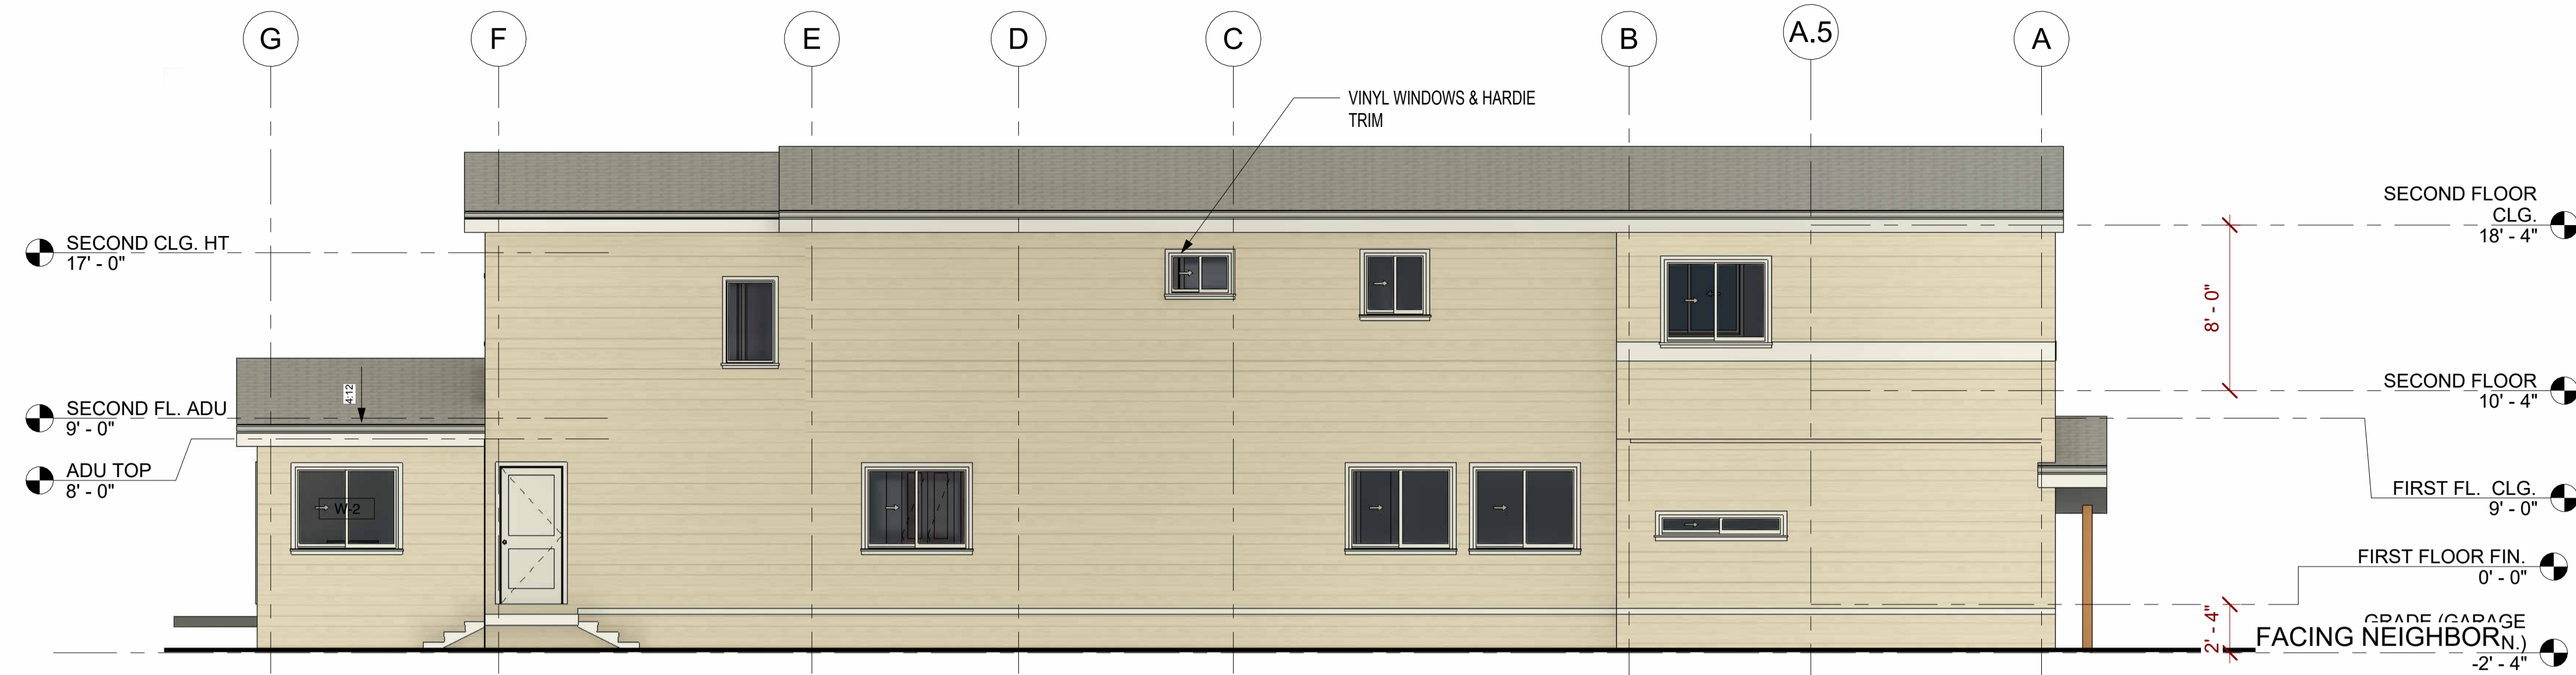 G
F
E
D
C
B
A.5
A
VINYL WINDOWS & HARDIE
TRIM
SECOND CLG. HT
17' - 0"
SECOND FL. ADU
9' - 0"
ADU TOP
8' - 0"
4:12
W-2
SECOND FLOOR
CLG.
18' - 4"
8' - 0"
SECOND FLOOR
10' - 4"
FIRST FL. CLG.
9' - 0"
FIRST FLOOR FIN.
0' - 0"
2' - 4"
GRADE (GARAGE
FACING NEIGHBOR
N.)
-2' - 4"